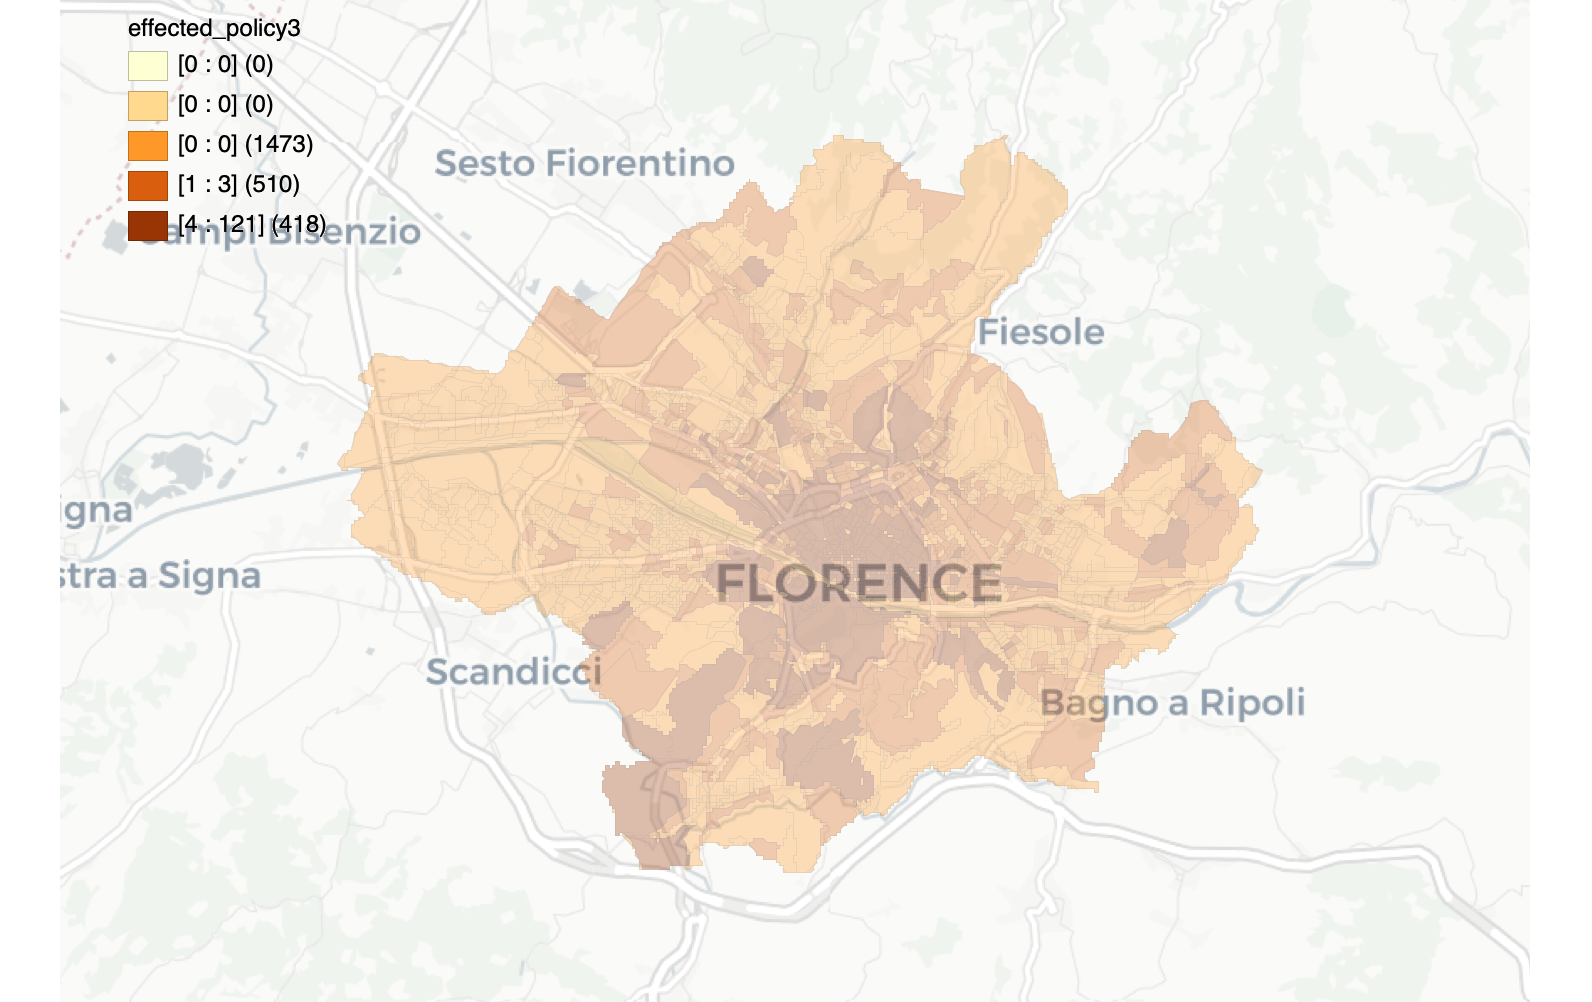 effected_policy3
[0 : 0] (0)
[0 : 0] (0)
[0 : 0] (1473)
[1 : 3] (510)
[4 : 121] (418)
Sesto Fiorentino
Campi Bisenzio
Fiesole
igna
stra a Signa
FLORENCE
Scandicci
Bagno a Ripoli